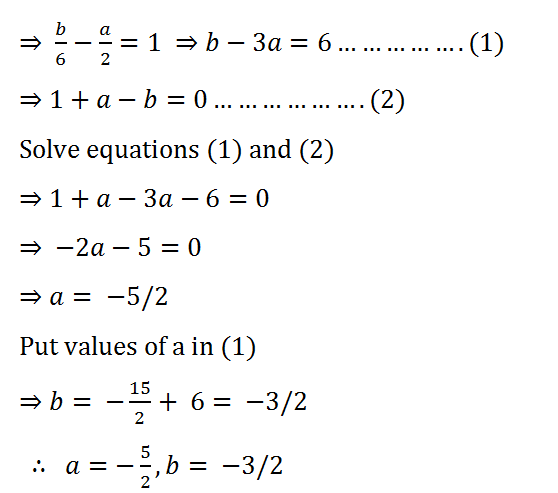 ⇒ b/6 − a/2 = 1 ⇒ b − 3a = 6 … … … … … . (1)
⇒ 1 + a − b = 0 … … … … … … . (2)
Solve equations (1) and (2)
⇒ 1 + a − 3a − 6 = 0
⇒ −2a − 5 = 0
⇒ a = −5/2
Put values of a in (1)
⇒ b = −15/2 + 6 = −3/2
∴ a = −5/2, b = −3/2